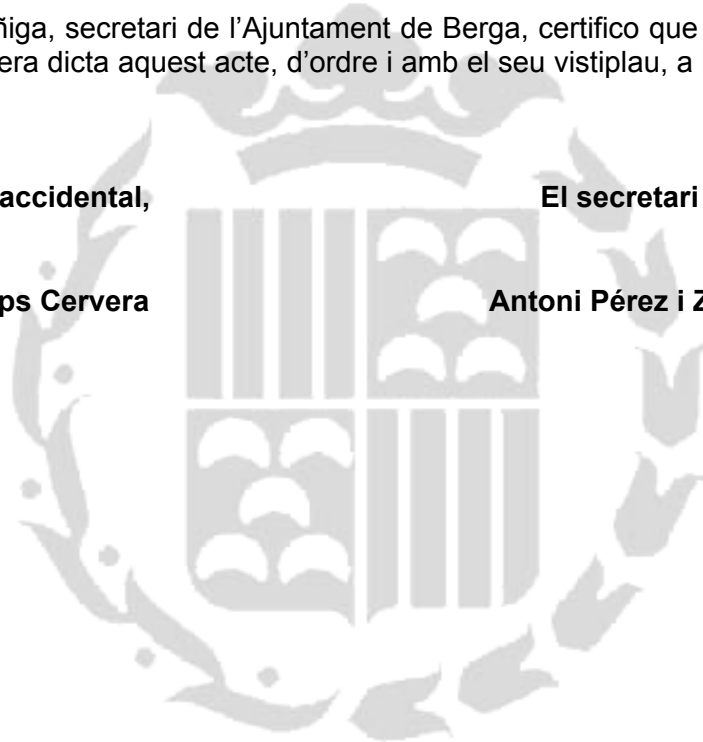 ñiga, secretari de l’Ajuntament de Berga, certifico que
era dicta aquest acte, d’ordre i amb el seu vistiplau, a
accidental,
El secretari
ps Cervera
Antoni Pérez i Z